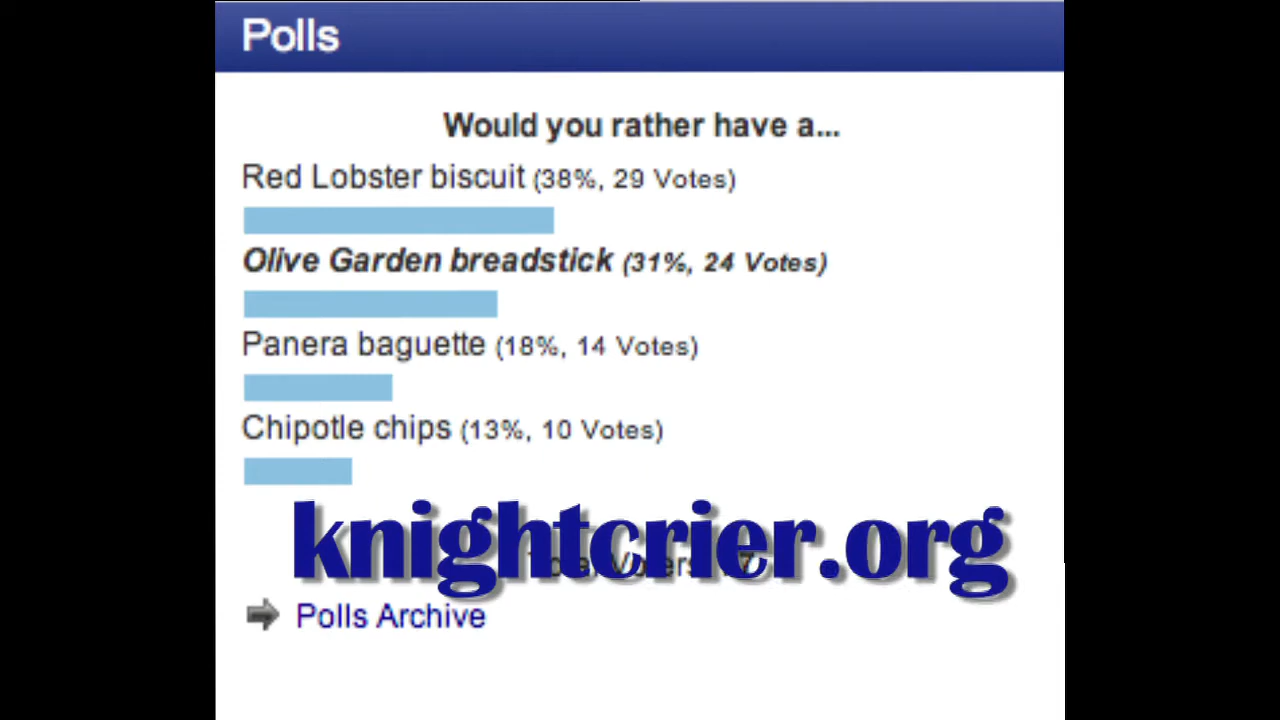 Polls
Would you rather have a...
Red Lobster biscuit (38%, 29 Votes)
Olive Garden breadstick (31%, 24 Votes)
Panera baguette (18%, 14 Votes)
Chipotle chips (13%, 10 Votes)
knightcrier.org
Polls Archive